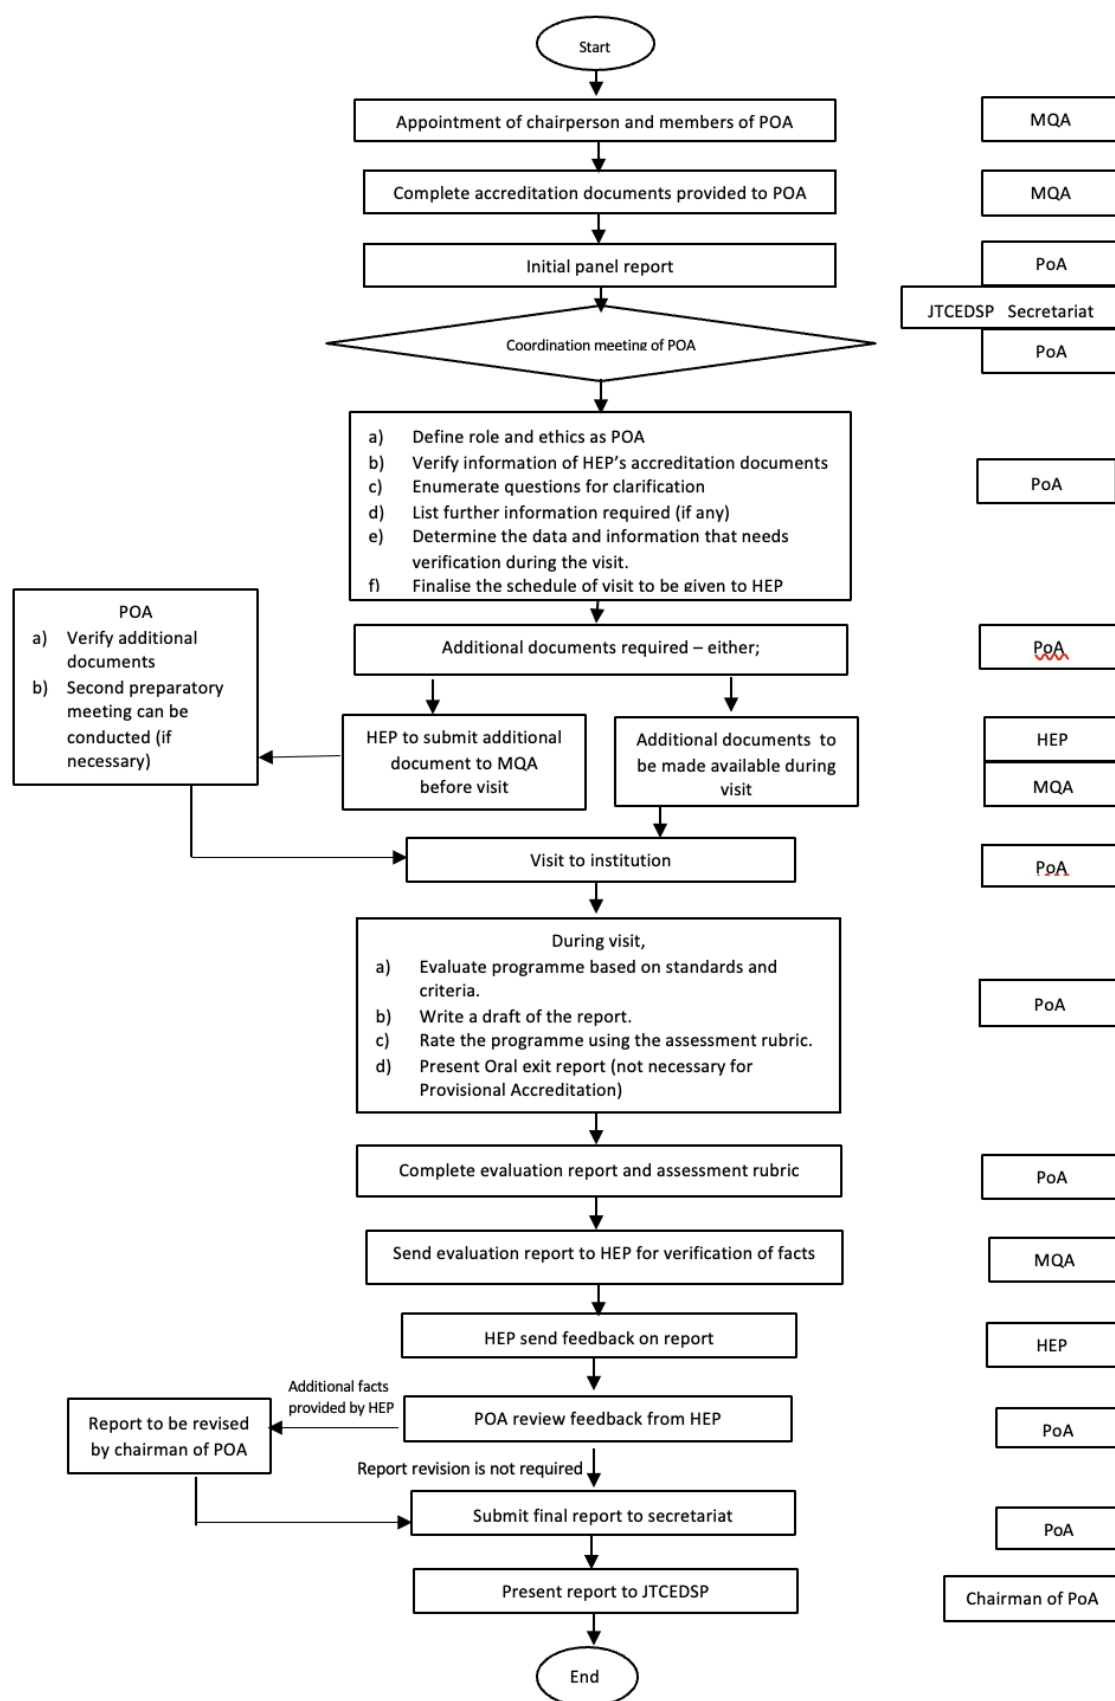 Start
Appointment of chairperson and members of POA
MQA
Complete accreditation documents provided to POA
MQA
Initial panel report
PoA
JTCEDSP Secretariat
Coordination meeting of POA
PoA
a) Define role and ethics as POA
b) Verify information of HEP’s accreditation documents
c) Enumerate questions for clarification
d) List further information required (if any)
e) Determine the data and information that needs
verification during the visit.
f) Finalise the schedule of visit to be given to HEP
PoA
POA
a) Verify additional
documents
b) Second preparatory
meeting can be
conducted (if
necessary)
Additional documents required – either;
PoA
HEP to submit additional
document to MQA
before visit
Additional documents to
be made available during
visit
HEP
MQA
Visit to institution
PoA
During visit,
a) Evaluate programme based on standards and
criteria.
b) Write a draft of the report.
c) Rate the programme using the assessment rubric.
d) Present Oral exit report (not necessary for
Provisional Accreditation)
PoA
Complete evaluation report and assessment rubric
PoA
Send evaluation report to HEP for verification of facts
MQA
HEP send feedback on report
HEP
Additional facts
provided by HEP
POA review feedback from HEP
PoA
Report to be revised
by chairman of POA
Report revision is not required
Submit final report to secretariat
PoA
Present report to JTCEDSP
Chairman of PoA
End